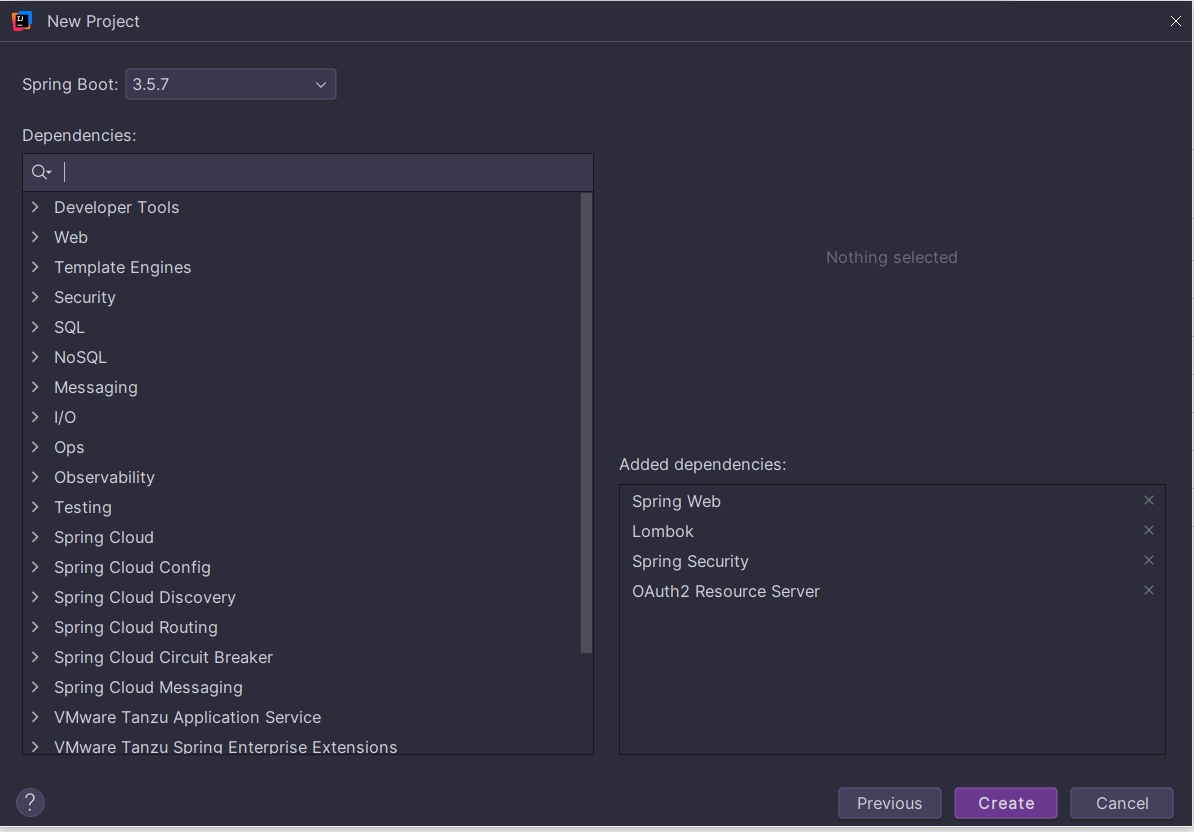 New Project
Spring Boot: 3.5.7
Dependencies:
Developer Tools
Web
Template Engines
Security
SQL
NoSQL
Messaging
I/O
Ops
Observability
Testing
Spring Cloud
Spring Cloud Config
Spring Cloud Discovery
Spring Cloud Routing
Spring Cloud Circuit Breaker
Spring Cloud Messaging
VMware Tanzu Application Service
VMware Tanzu Spring Enterprise Extensions
Nothing selected
Added dependencies:
Spring Web
Lombok
Spring Security
OAuth2 Resource Server
? Previous Create Cancel